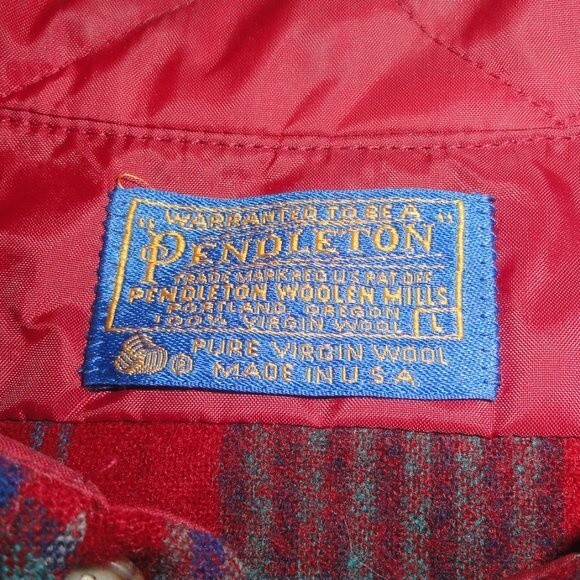 "WARRANTED TO BE A"
PENDLETON
TRADE MARK REG U.S. PAT OFF
PENDLETON WOOLEN MILLS
PORTLAND, OREGON
100% VIRGIN WOOL L
® PURE VIRGIN WOOL
MADE IN U S A